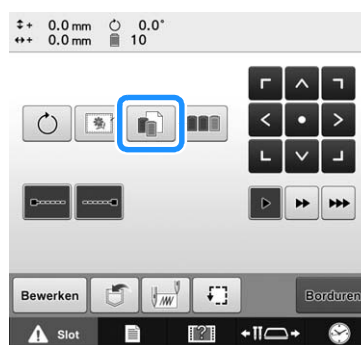 + 0.0 mm 0.0°
+ 0.0 mm 10
Bewerken
Borduren
Slot